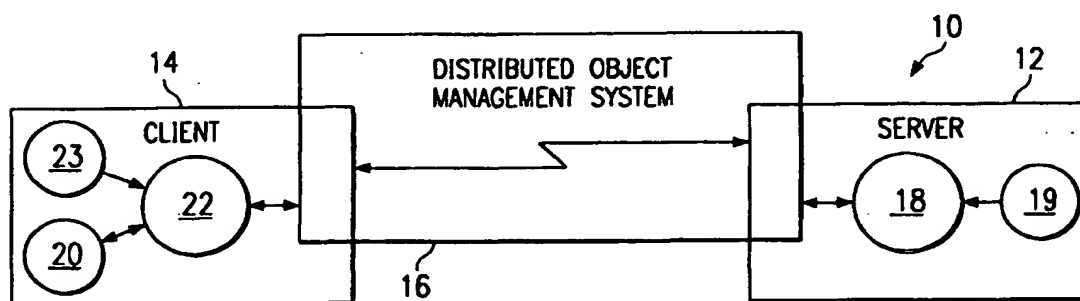 10
14
DISTRIBUTED OBJECT
MANAGEMENT SYSTEM
12
CLIENT
SERVER
23
22
18
19
20
16